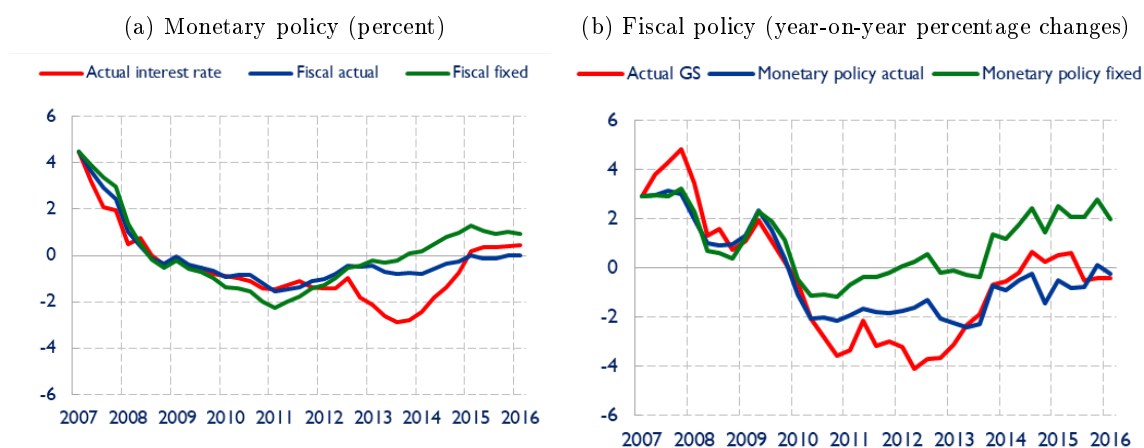 (a) Monetary policy (percent)
Actual interest rate Fiscal actual Fiscal fixed
6
4
2
0
-2
-4
-6
2007 2008 2009 2010 2011 2012 2013 2014 2015 2016
(b) Fiscal policy (year-on-year percentage changes)
Actual GS Monetary policy actual Monetary policy fixed
6
4
2
0
-2
-4
-6
2007 2008 2009 2010 2011 2012 2013 2014 2015 2016